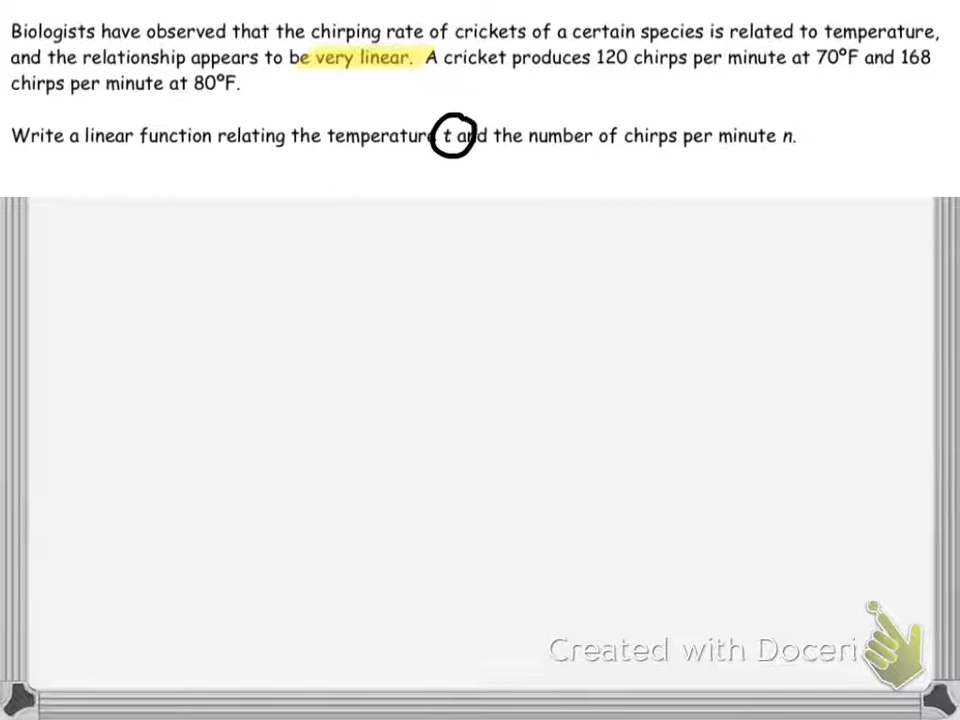 Biologists have observed that the chirping rate of crickets of a certain species is related to temperature,
and the relationship appears to be very linear. A cricket produces 120 chirps per minute at 70°F and 168
chirps per minute at 80°F.
Write a linear function relating the temperature t and the number of chirps per minute n.
Created with Doceri